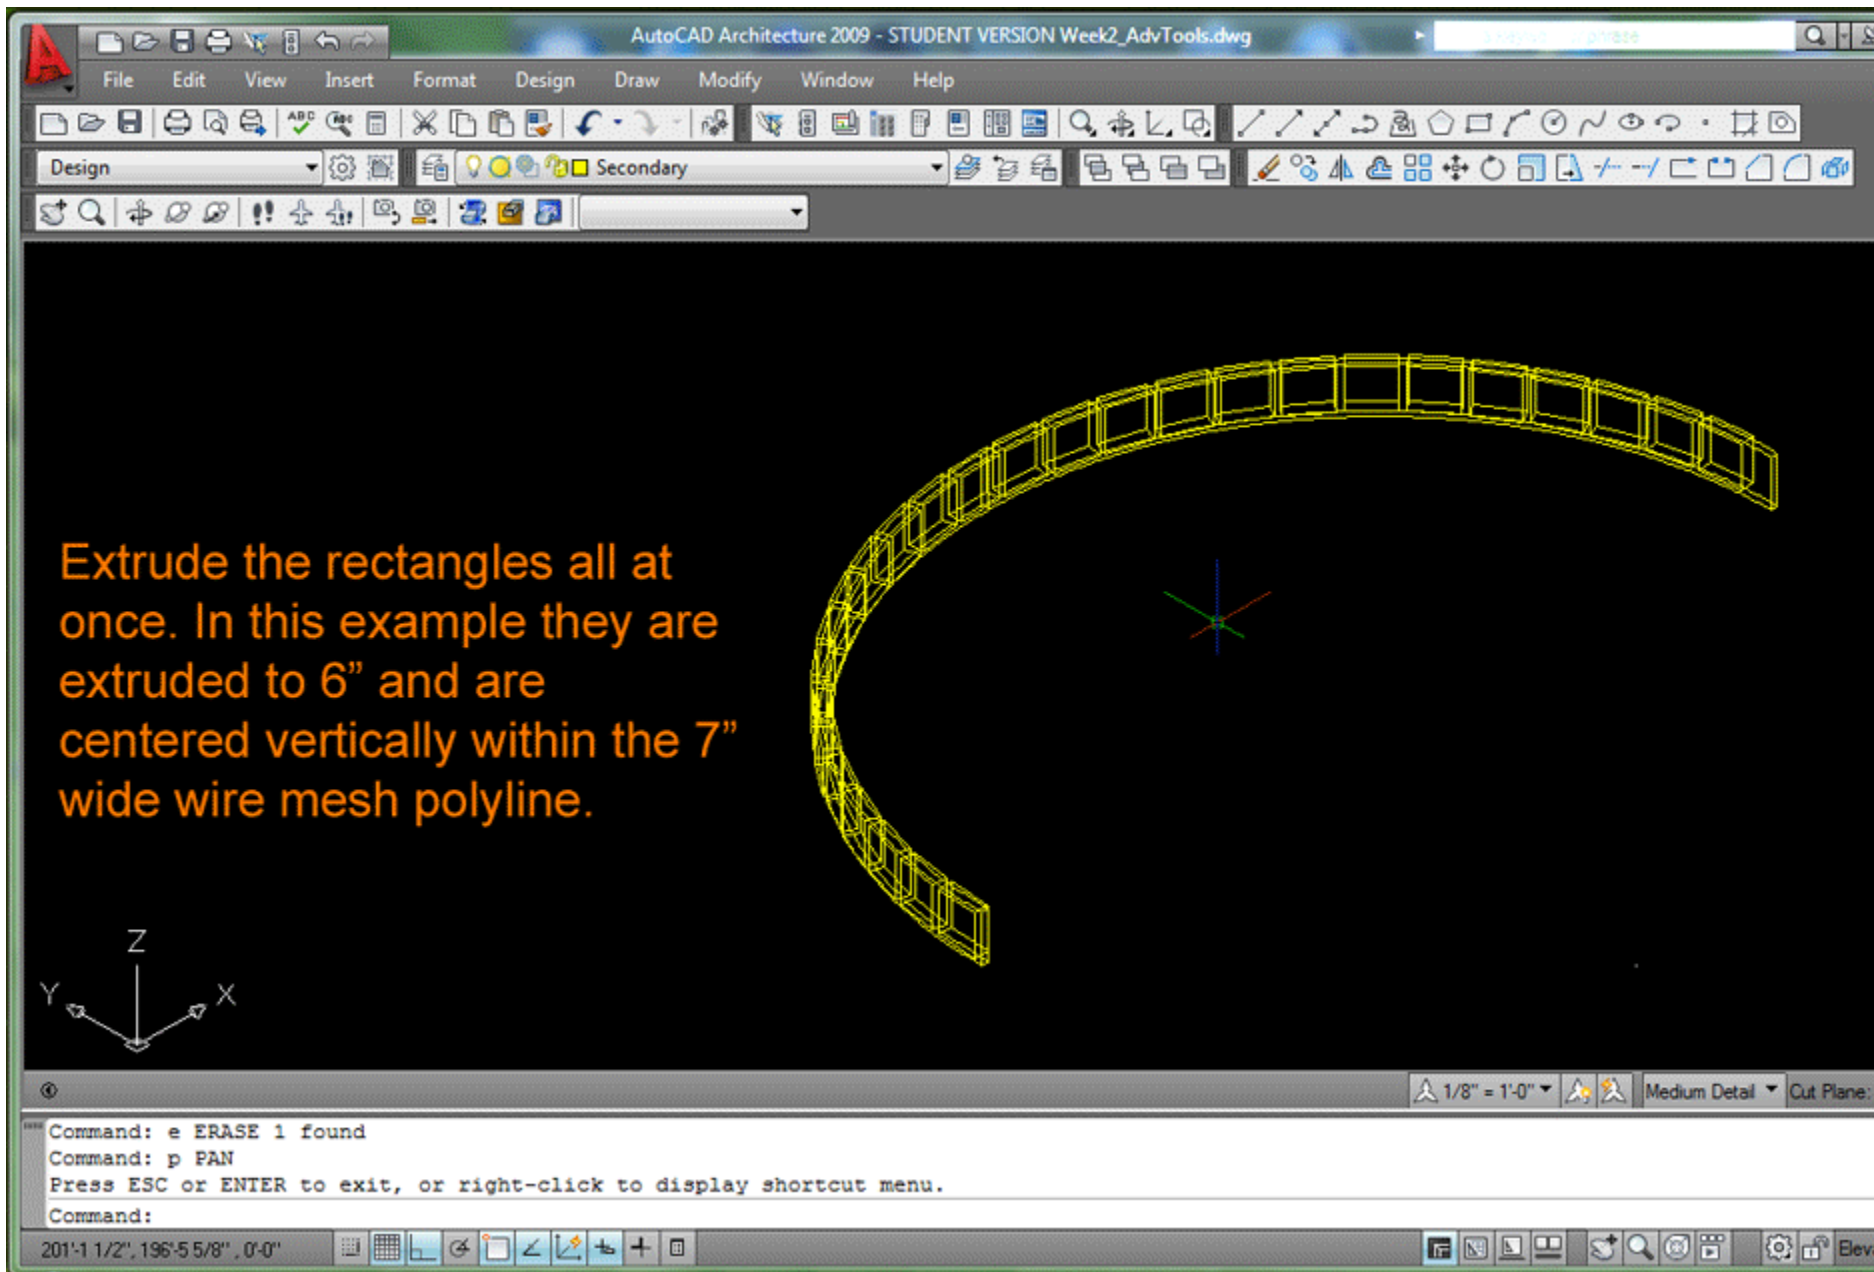 AutoCAD Architecture 2009 - STUDENT VERSION Week2_AdvTools.dwg
File Edit View Insert Format Design Draw Modify Window Help
Design
Secondary
Extrude the rectangles all at
once. In this example they are
extruded to 6” and are
centered vertically within the 7”
wide wire mesh polyline.
Z
Y X
1/8" = 1'-0" Medium Detail Cut Plane:
Command: e ERASE 1 found
Command: p PAN
Press ESC or ENTER to exit, or right-click to display shortcut menu.
Command:
201'-1 1/2", 196'-5 5/8" , 0'-0"